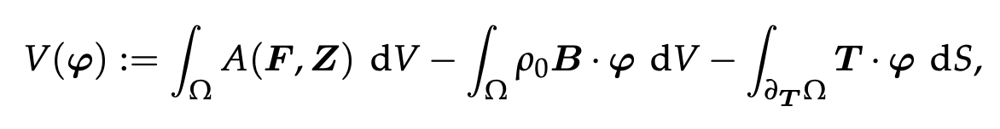 V(φ) := ∫_Ω A(F, Z) dV − ∫_Ω ρ₀B · φ dV − ∫_{∂_T Ω} T · φ dS,